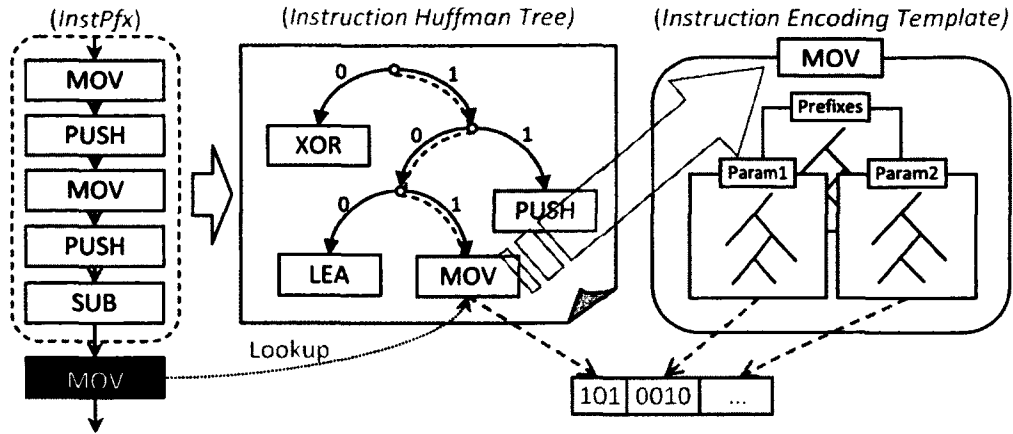 (InstPfx)
MOV
PUSH
MOV
PUSH
SUB
MOV
(Instruction Huffman Tree)
0 1
XOR
0 1
0 1
PUSH
LEA
MOV
Lookup
(Instruction Encoding Template)
MOV
Prefixes
Param1 Param2
101 0010 ...